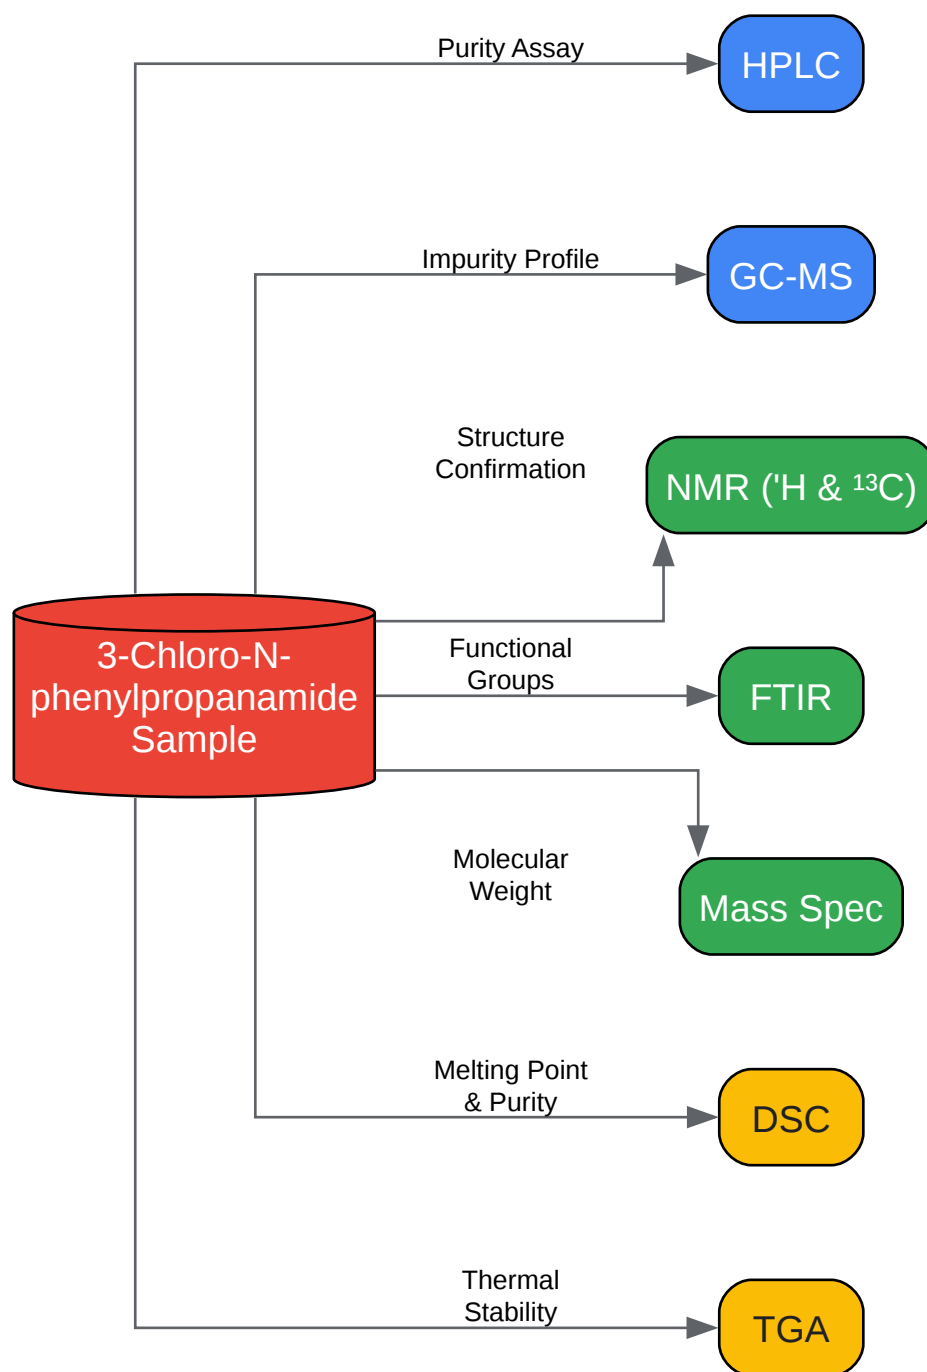 Purity Assay
HPLC
Impurity Profile
GC-MS
Structure
Confirmation
NMR ('H & ¹³C)
3-Chloro-N-
phenylpropanamide
Sample
Functional
Groups
FTIR
Molecular
Weight
Mass Spec
Melting Point
& Purity
DSC
Thermal
Stability
TGA